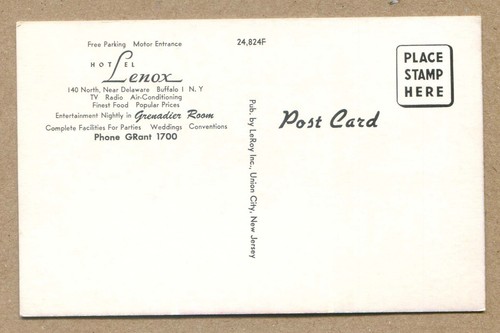 Free Parking Motor Entrance
HOTEL
Lenox
140 North, Near Delaware Buffalo 1 N. Y
TV Radio Air-Conditioning
Finest Food Popular Prices
Entertainment Nightly in Grenadier Room
Complete Facilities For Parties Weddings Conventions
Phone GRant 1700
24,824F
Pub. by LeRoy Inc., Union City, New Jersey
Post Card
PLACE
STAMP
HERE